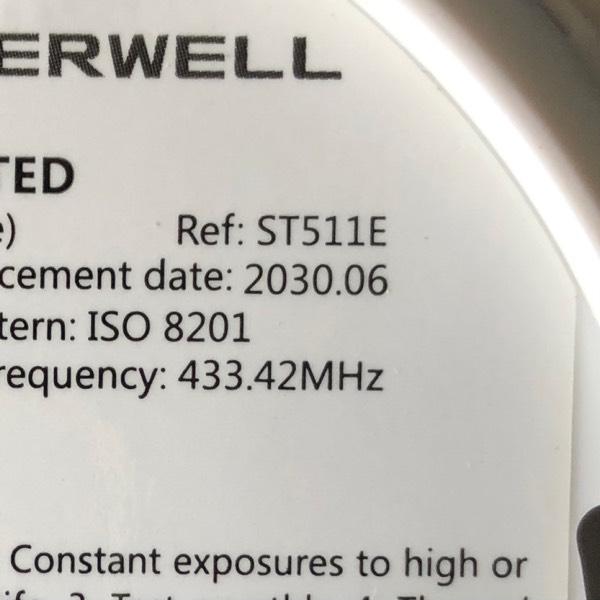 ERWELL
TED
e) Ref: ST511E
cement date: 2030.06
tern: ISO 8201
requency: 433.42MHz
Constant exposures to high or